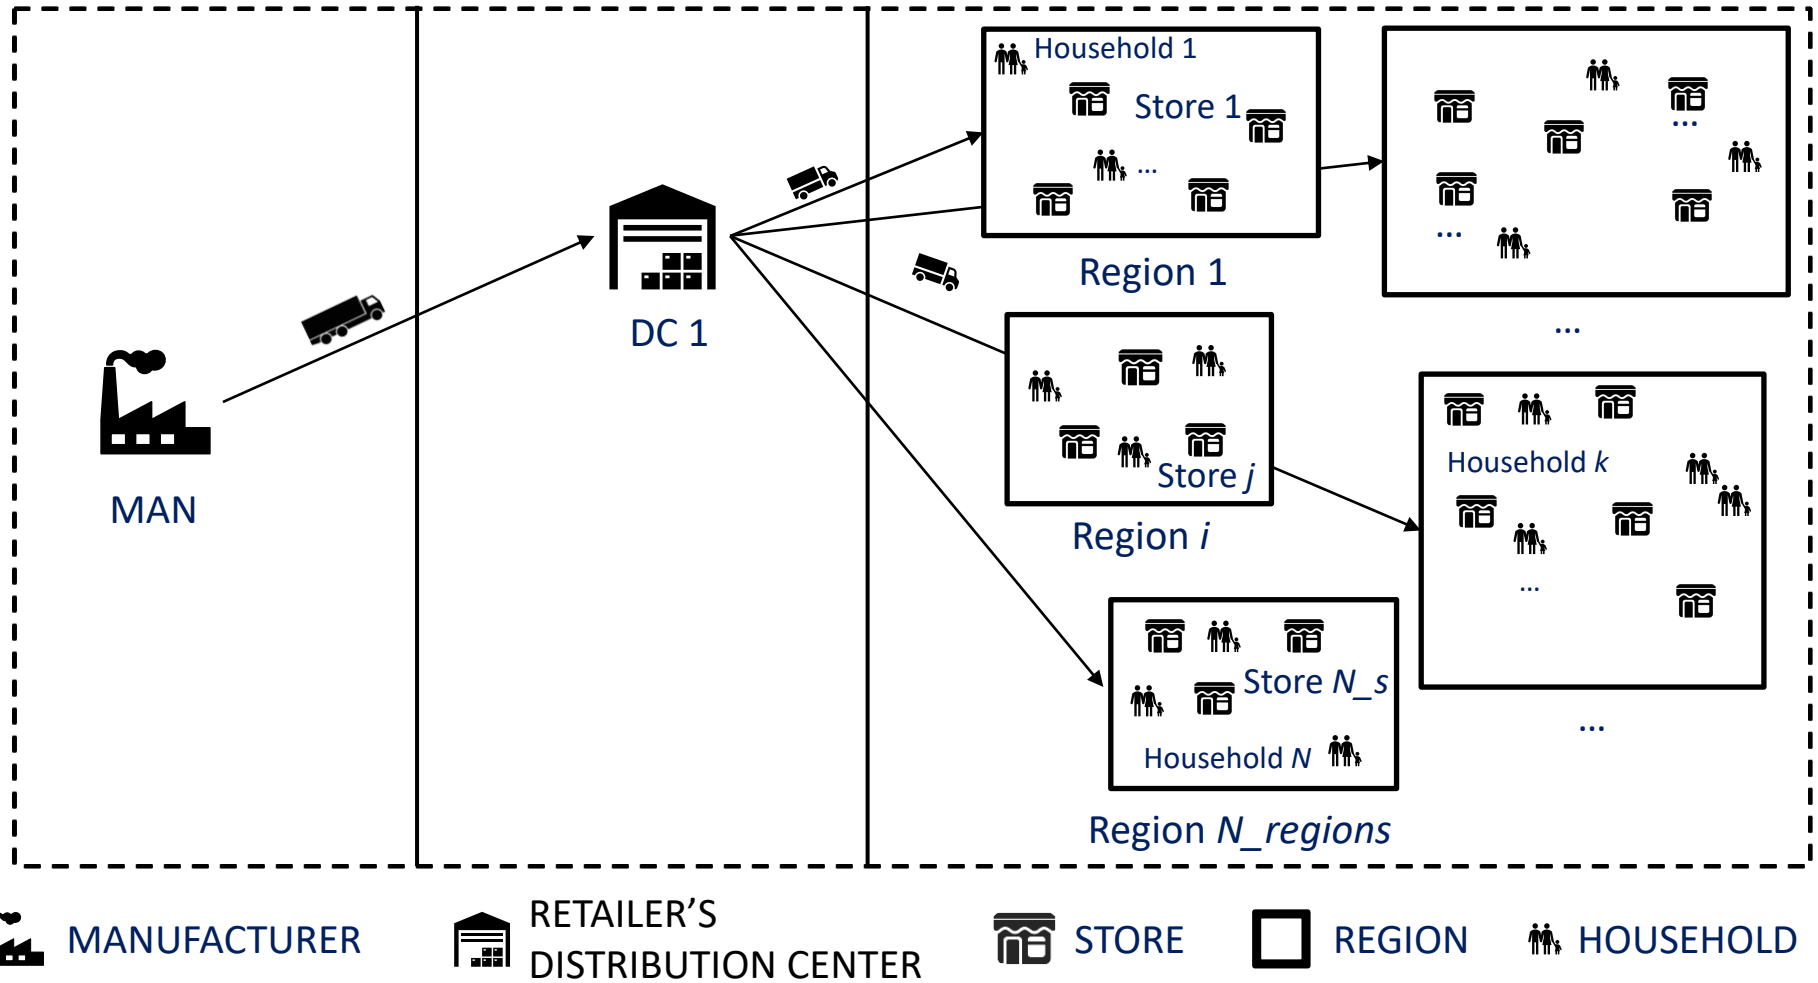 Household 1
Store 1
...
...
...
Region 1
...
DC 1
MAN
Store j
Region i
Household k
...
...
Store N_s
Household N
Region N_regions
MANUFACTURER
RETAILER'S
DISTRIBUTION CENTER
STORE
REGION
HOUSEHOLD